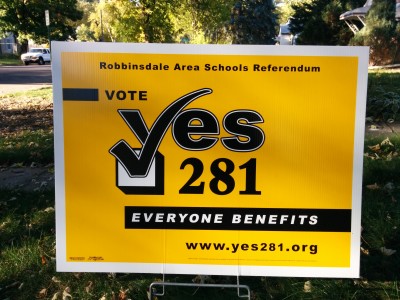 Robbinsdale Area Schools Referendum
VOTE
yes
281
EVERYONE BENEFITS
www.yes281.org